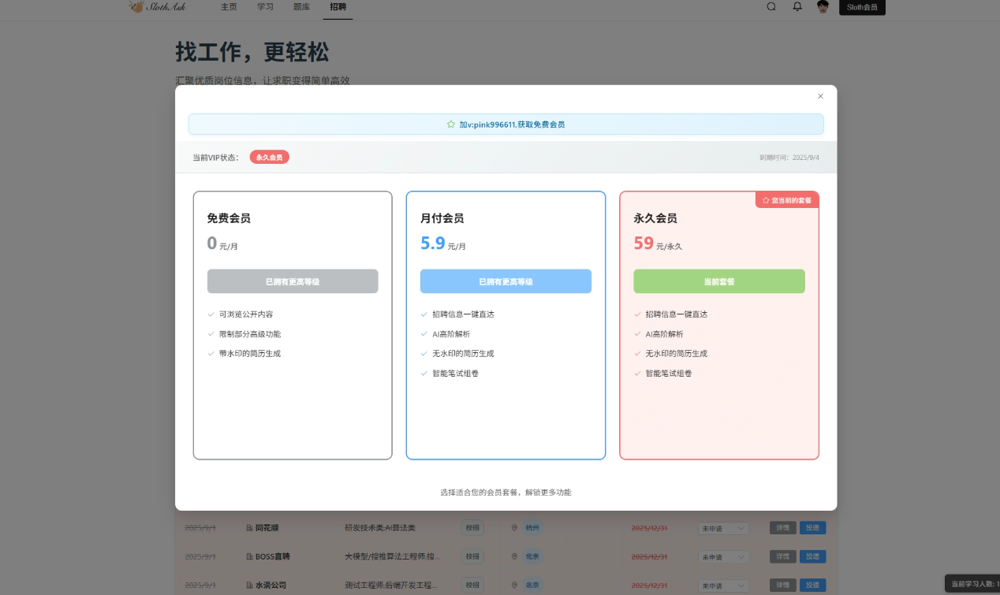 SlothAsk 主页 学习 题库 招聘 Sloth会员
找工作，更轻松
汇聚优质岗位信息，让求职变得简单高效
加v:pink996611,获取免费会员
当前VIP状态： 永久会员 到期时间：2025/9/4
您当前的套餐
免费会员 月付会员 永久会员
0 元/月 5.9 元/月 59 元/永久
已拥有更高等级 已拥有更高等级 当前套餐
可浏览公开内容 招聘信息一键直达 招聘信息一键直达
限制部分高级功能 AI高阶解析 AI高阶解析
带水印的简历生成 无水印的简历生成 无水印的简历生成
智能笔试组卷 智能笔试组卷
选择适合您的会员套餐，解锁更多功能
2025/9/1 同花顺 研发技术类,AI算法类 校招 杭州 2025/12/31 未申请 详情 投递
2025/9/1 BOSS直聘 大模型/搜推算法工程师,搜... 校招 北京 2025/12/31 未申请 详情 投递
2025/9/1 水滴公司 测试工程师,后端开发工程... 校招 北京 2025/12/31 未申请 详情 投递
当前学习人数: 1